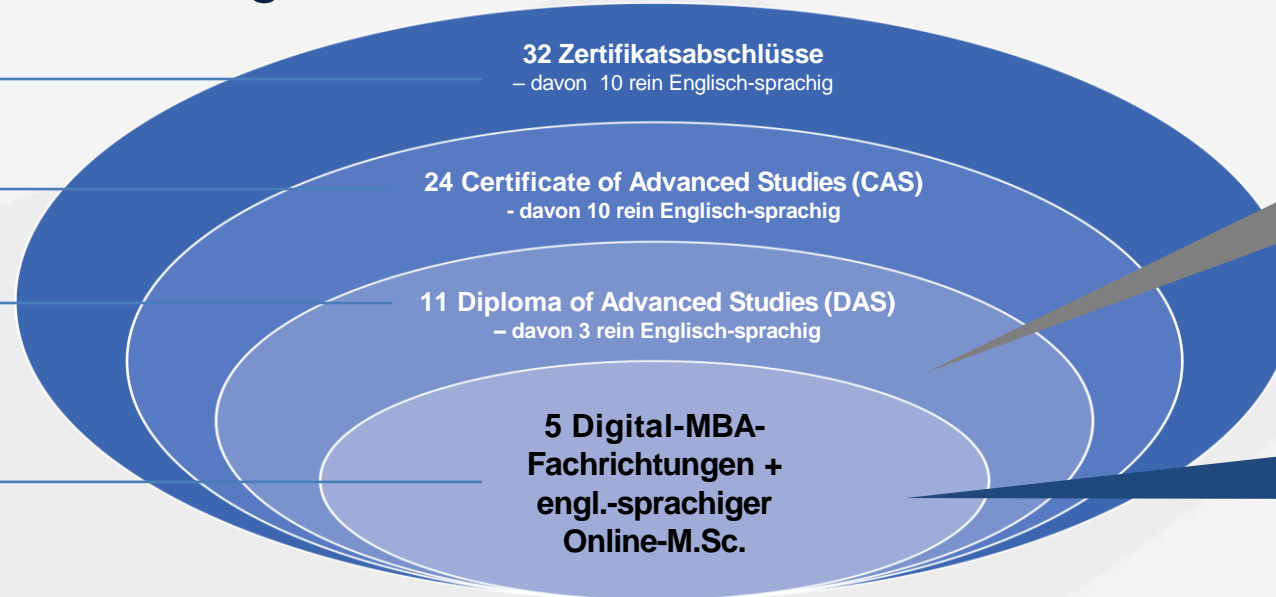 32 Zertifikatsabschlüsse
– davon  10 rein Englisch-sprachig
24 Certificate of Advanced Studies (CAS)
- davon 10 rein Englisch-sprachig
11 Diploma of Advanced Studies (DAS)
– davon 3 rein Englisch-sprachig
5 Digital-MBA-
Fachrichtungen +
engl.-sprachiger
Online-M.Sc.